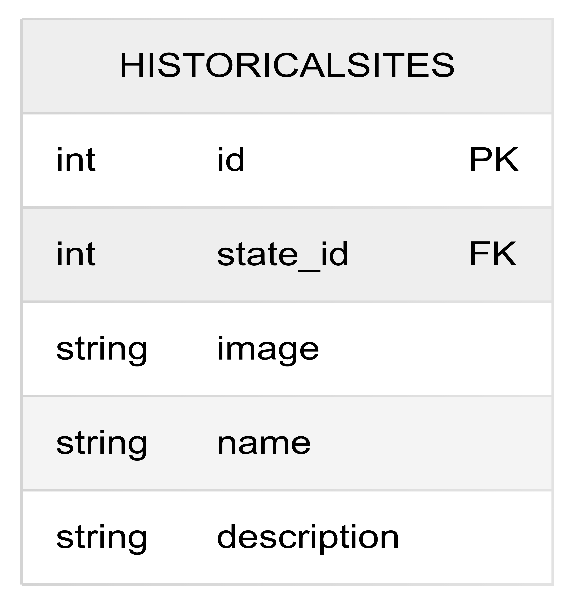 HISTORICALSITES
int id PK
int state_id FK
string image
string name
string description